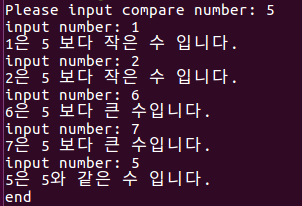 Please input compare number: 5
input number: 1
1은 5 보다 작은 수 입니다.
input number: 2
2은 5 보다 작은 수 입니다.
input number: 6
6은 5 보다 큰 수입니다.
input number: 7
7은 5 보다 큰 수입니다.
input number: 5
5은 5와 같은 수 입니다.
end